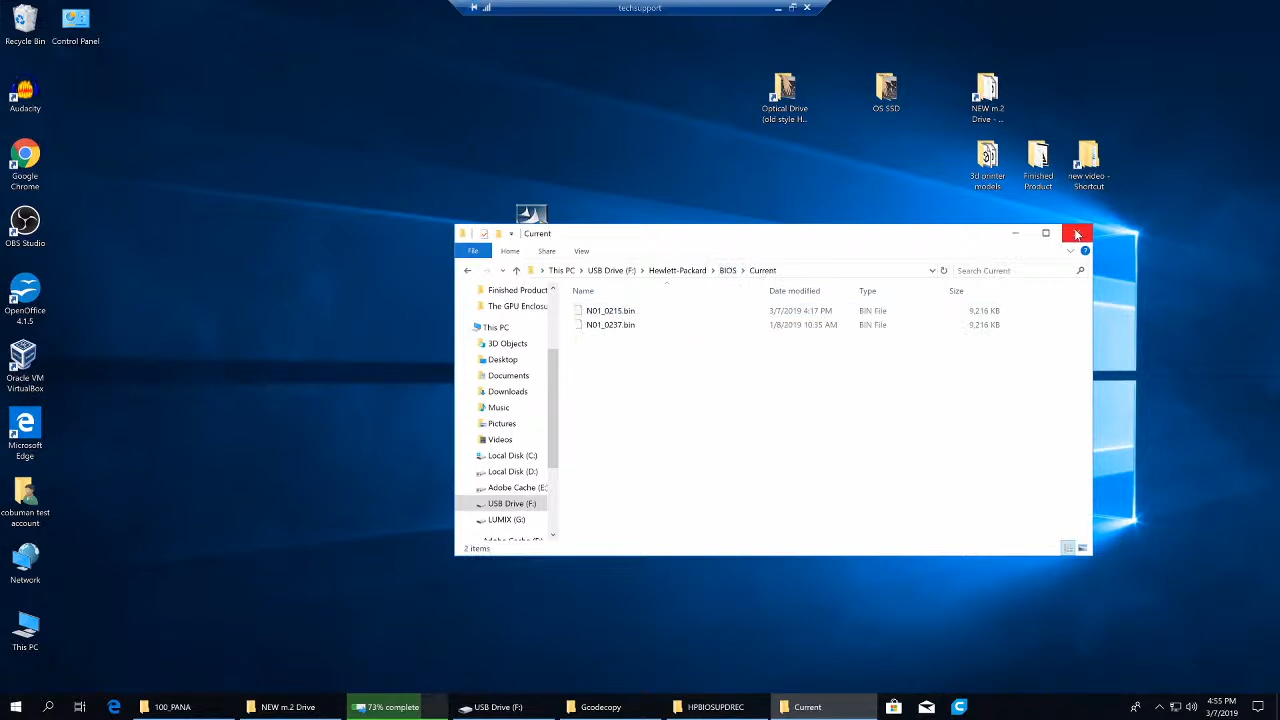 techsupport
Recycle Bin
Control Panel
Audacity
Google
Chrome
OBS Studio
OpenOffice
4.1.5
Oracle VM
VirtualBox
Microsoft
Edge
cobuman test
account
Network
This PC
Optical Drive
(old style H...
OS SSD
NEW m.2
Drive - ...
3d printer
models
Finished
Product
new video -
Shortcut
Current
File
Home
Share
View
This PC
USB Drive (F:)
Hewlett-Packard
BIOS
Current
Search Current
Name
Date modified
Type
Size
N01_0215.bin
3/7/2019 4:17 PM
BIN File
9,216 KB
N01_0237.bin
1/8/2019 10:35 AM
BIN File
9,216 KB
Finished Product
The GPU Enclosu
This PC
3D Objects
Desktop
Documents
Downloads
Music
Pictures
Videos
Local Disk (C:)
Local Disk (D:)
Adobe Cache (E:)
USB Drive (F:)
LUMIX (G:)
2 items
100_PANA
NEW m.2 Drive
73% complete
USB Drive (F:)
Gcodecopy
HPBIOSUPDREC
Current
4:55 PM
3/7/2019